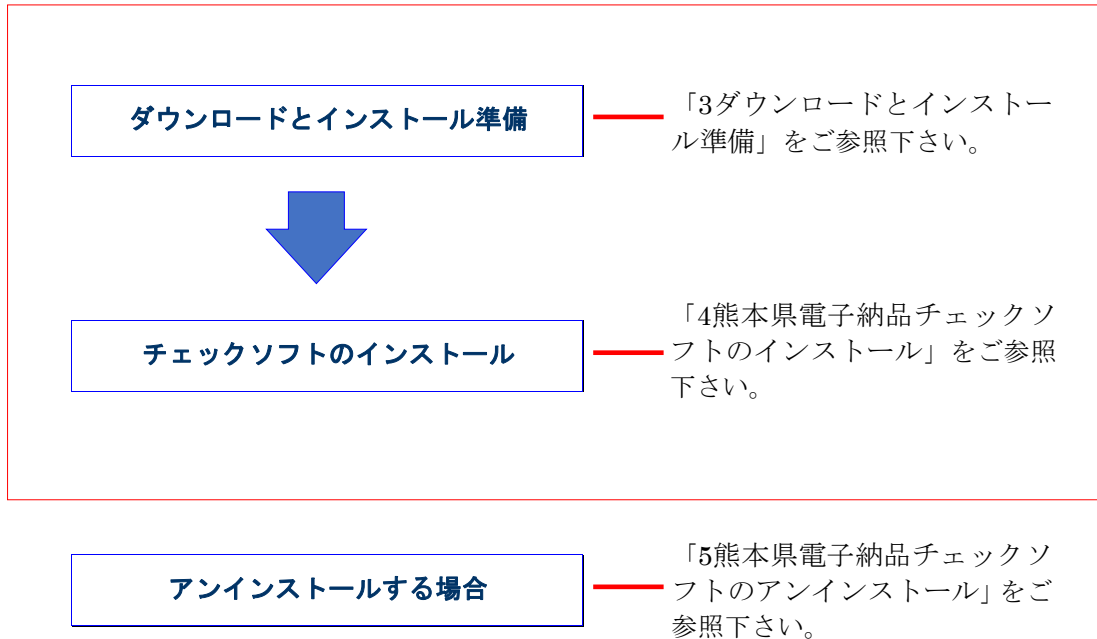 ダウンロードとインストール準備
「3ダウンロードとインストー
ル準備」をご参照下さい。
チェックソフトのインストール
「4熊本県電子納品チェックソ
フトのインストール」をご参照
下さい。
アンインストールする場合
「5熊本県電子納品チェックソ
フトのアンインストール」をご
参照下さい。